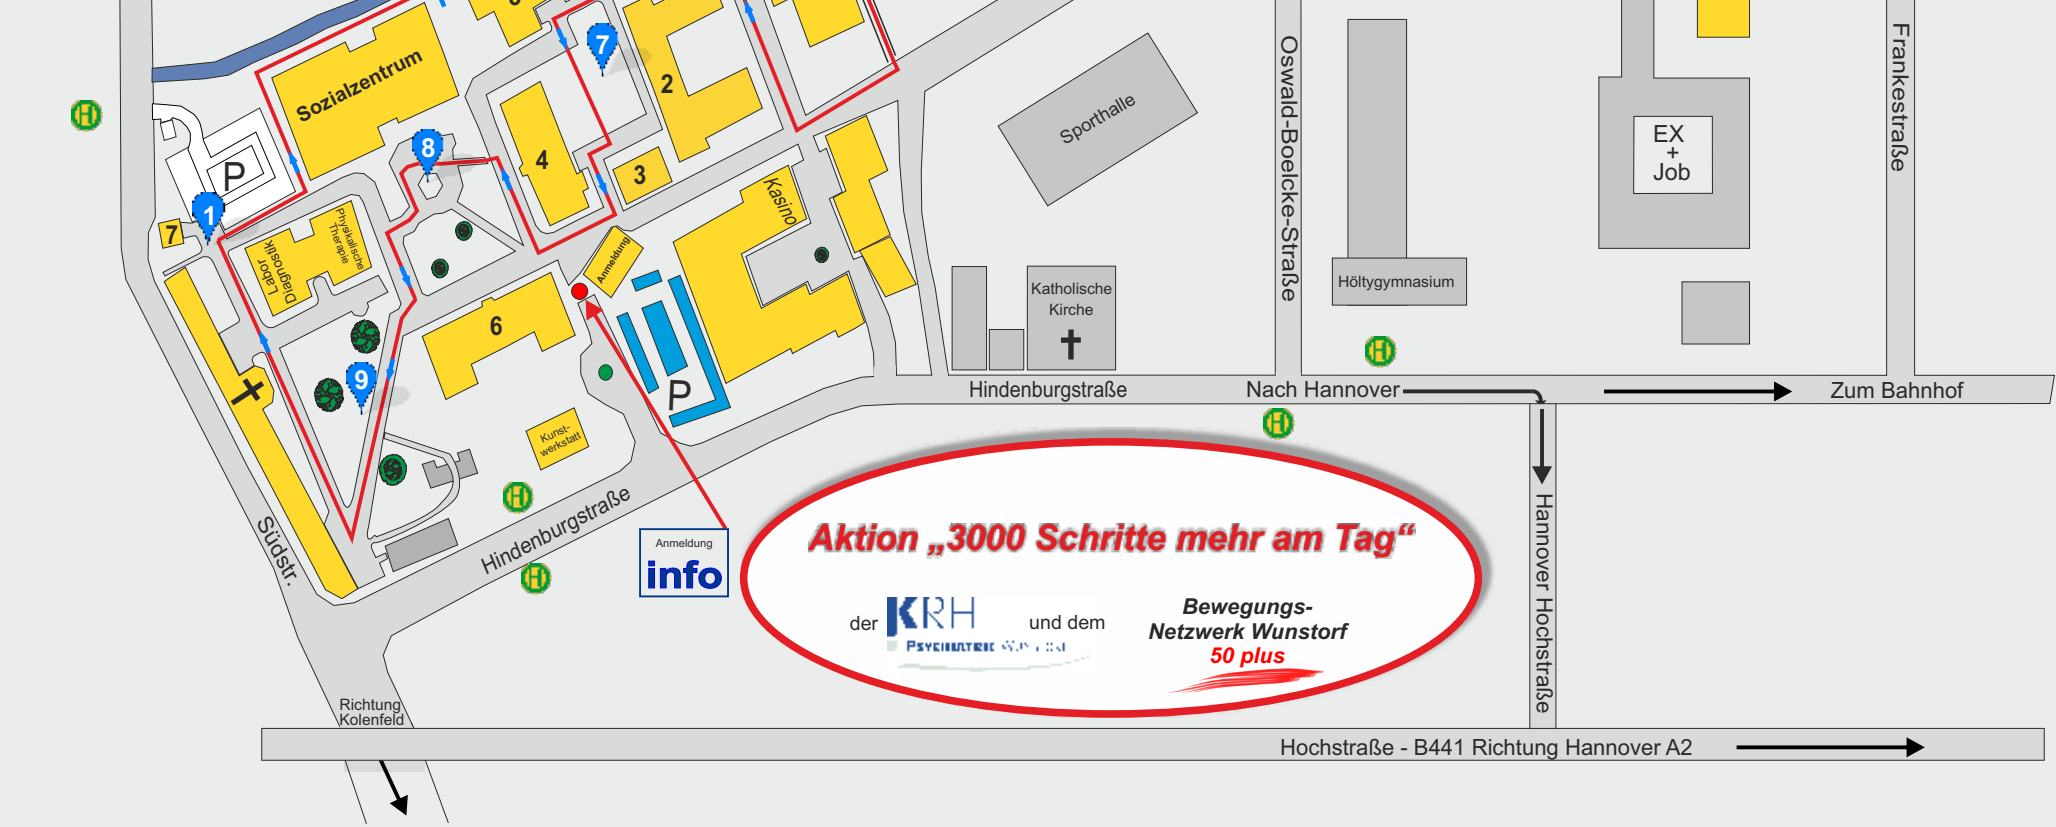 7
2
Sozialzentrum
8
4
3
P
1
7
Physikalische
Therapie
Labor
Diagnostik
Kasino
Anmeldung
6
9
P
Kunst-
werkstatt
Sporthalle
Oswald-Boelcke-Straße
Frankestraße
EX
+
Job
Katholische
Kirche
Höltygymnasium
H
H
H
H
H
Hindenburgstraße
Nach Hannover
Zum Bahnhof
Südstr.
Hindenburgstraße
Anmeldung
info
Aktion „3000 Schritte mehr am Tag“
der
KRH
PSYCHIATRIE
und dem
Bewegungs-
Netzwerk Wunstorf
50 plus
Hannover Hochstraße
Richtung
Kolenfeld
Hochstraße - B441 Richtung Hannover A2